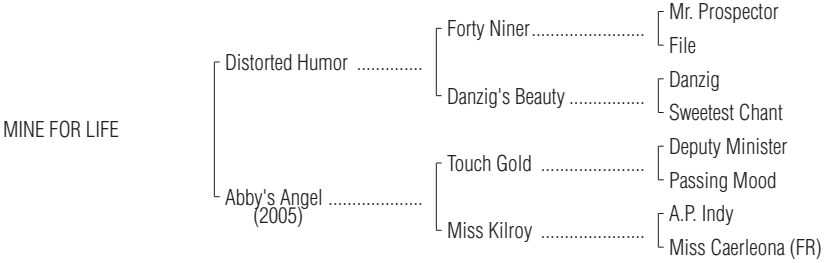 Mr. Prospector
Forty Niner........................
File
Distorted Humor ..............
Danzig
Danzig's Beauty ................
Sweetest Chant
MINE FOR LIFE
Deputy Minister
Touch Gold ......................
Passing Mood
Abby's Angel ....................
(2005)
A.P. Indy
Miss Kilroy ......................
Miss Caerleona (FR)